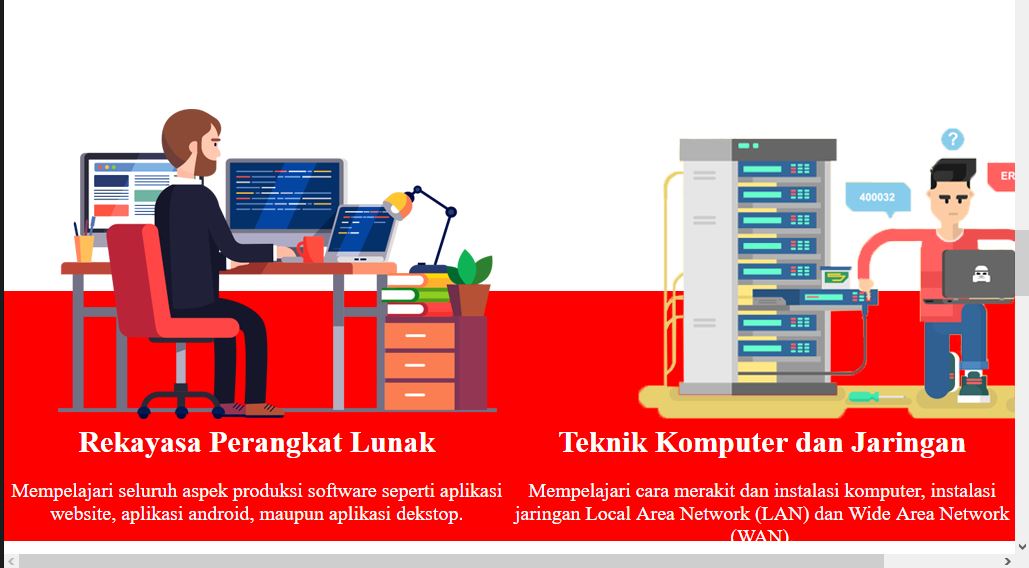 ?
400032
ER
Rekayasa Perangkat Lunak
Mempelajari seluruh aspek produksi software seperti aplikasi
website, aplikasi android, maupun aplikasi dekstop.
Teknik Komputer dan Jaringan
Mempelajari cara merakit dan instalasi komputer, instalasi
jaringan Local Area Network (LAN) dan Wide Area Network
(WAN)